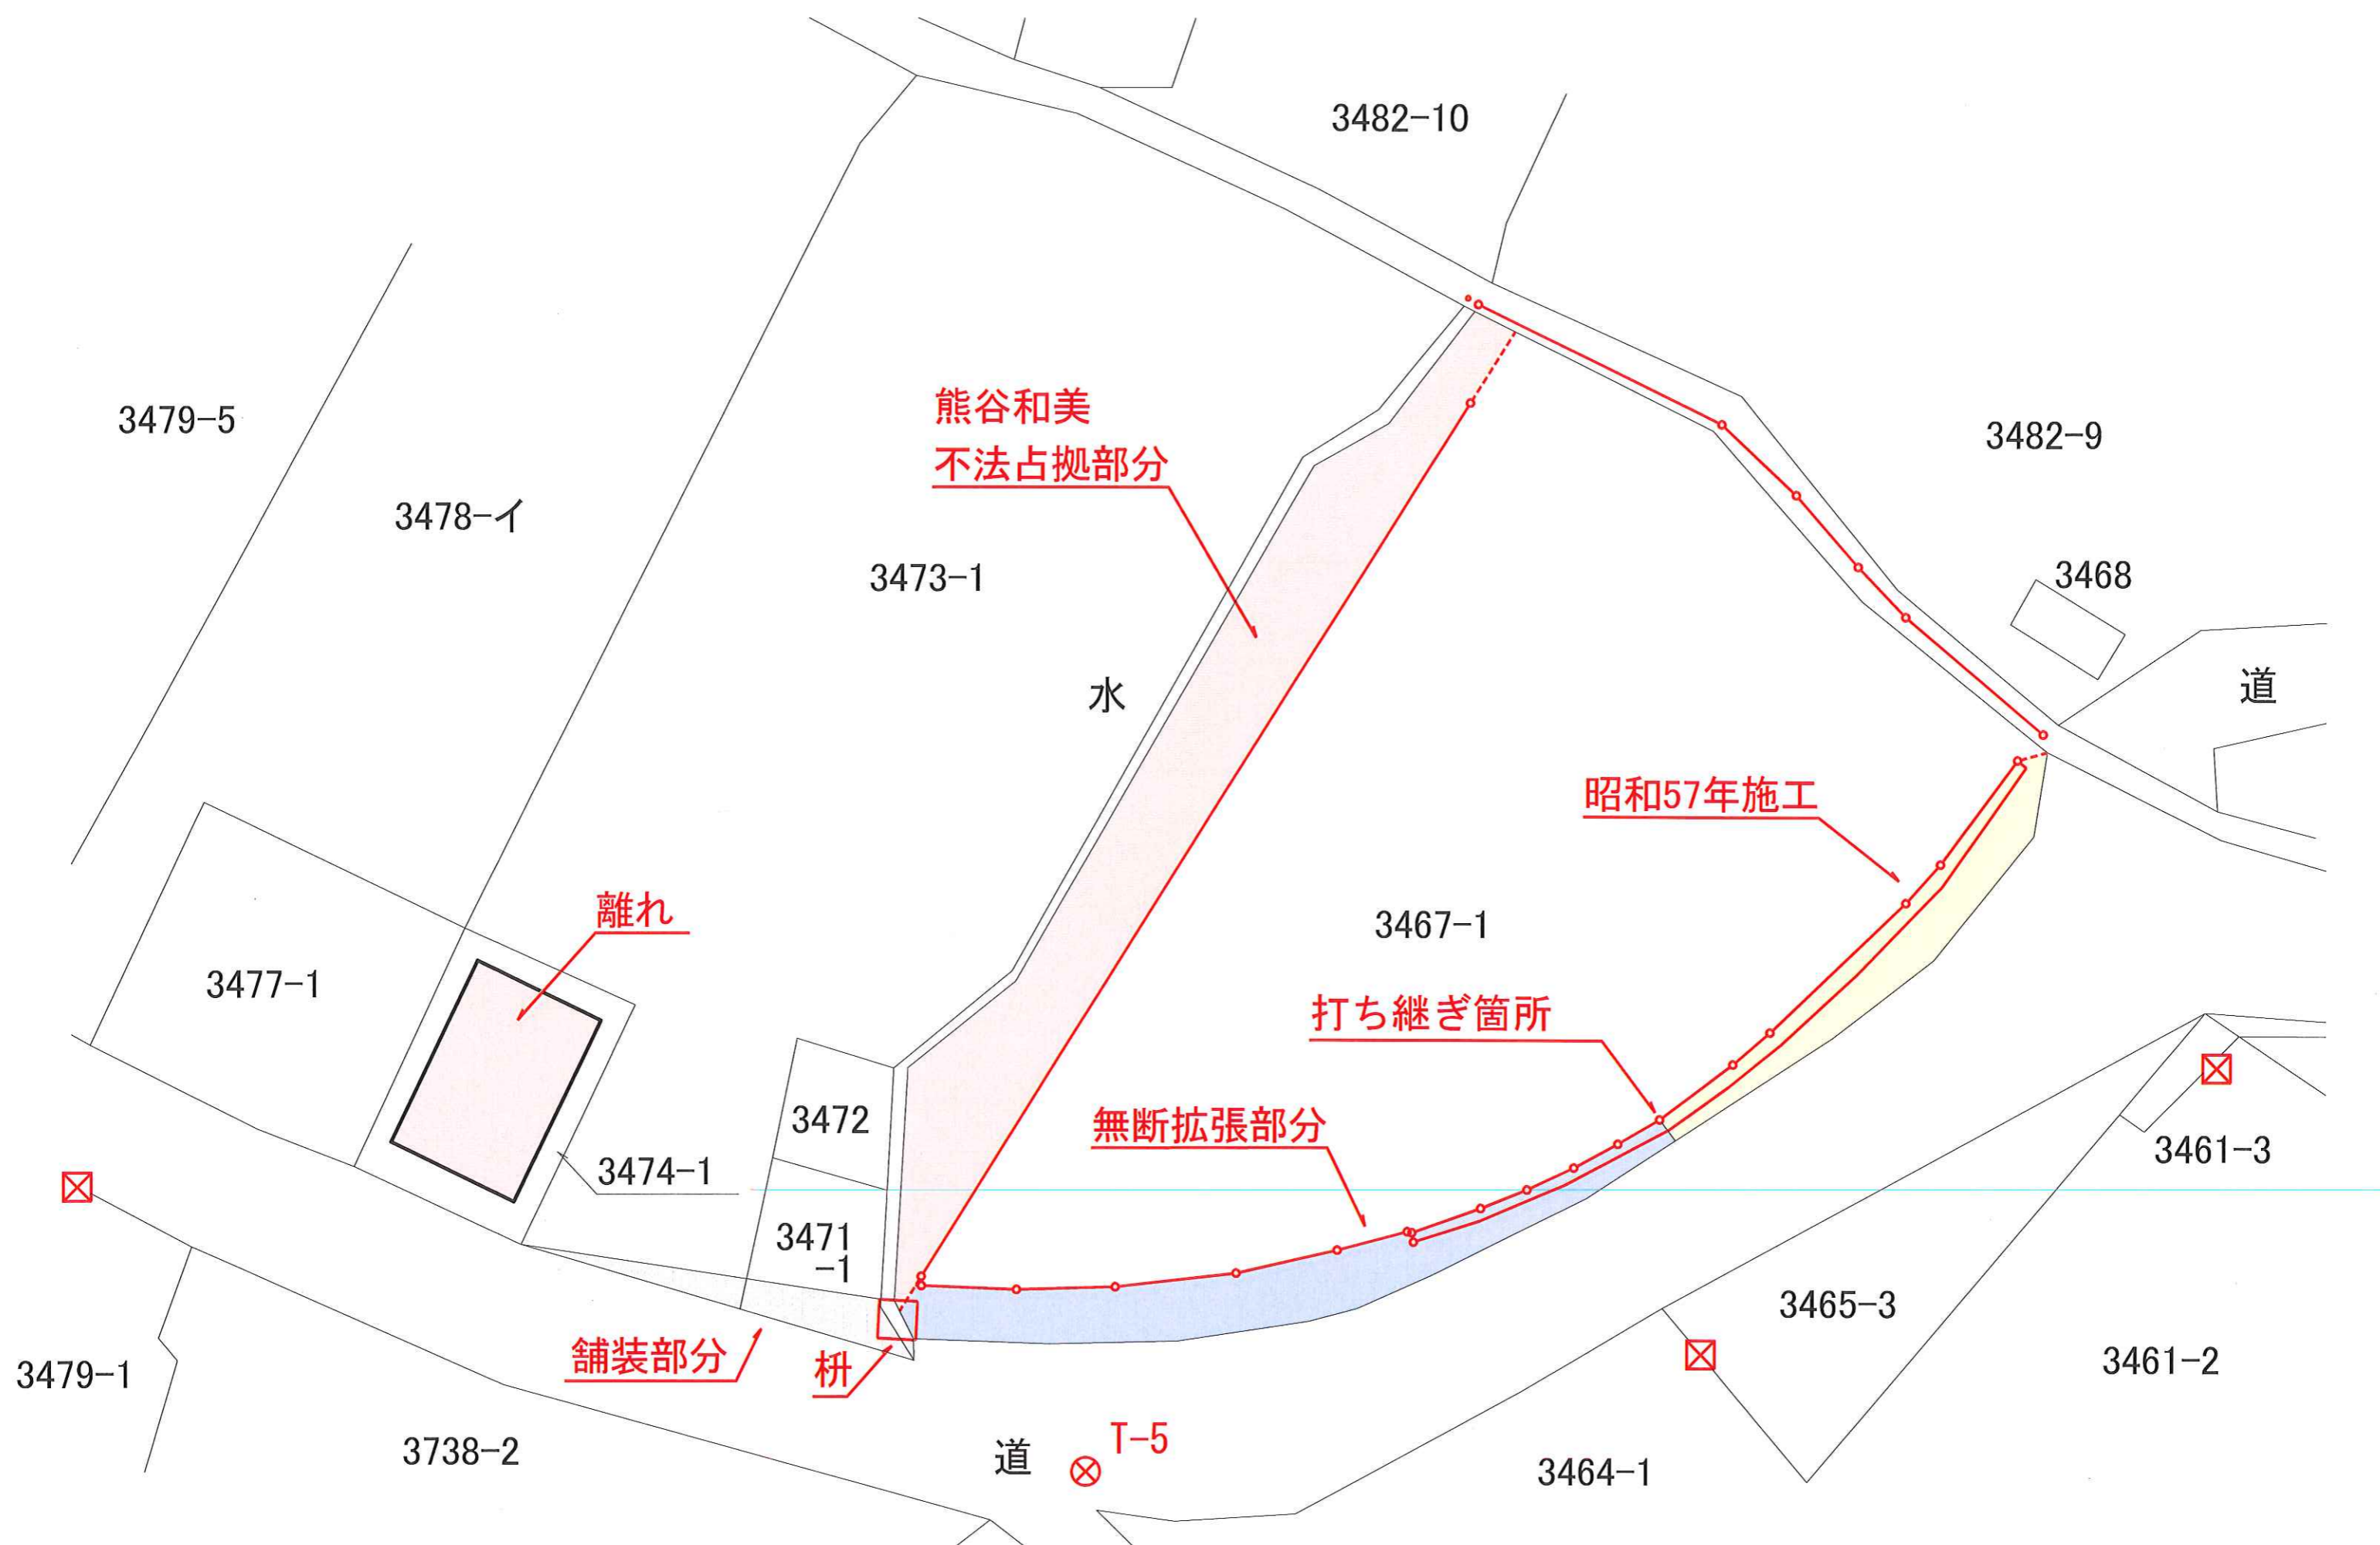 3482-10
熊谷和美
不法占拠部分
3479-5
3482-9
3478-イ
3473-1
3468
水
道
昭和57年施工
離れ
3467-1
3477-1
打ち継ぎ箇所
無断拡張部分
3472
3461-3
3474-1
3471
-1
3465-3
舗装部分
枡
3479-1
3461-2
T-5
3738-2
道
3464-1